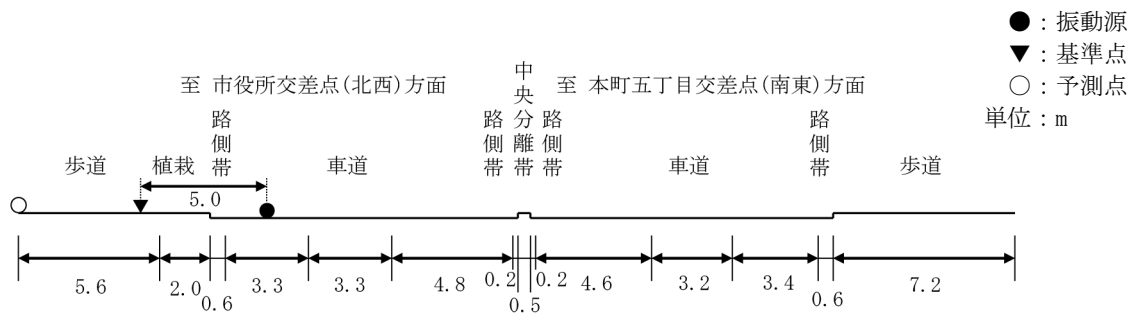 ●：振動源
▼：基準点
○：予測点
単位：m
至 市役所交差点(北西)方面
中央分離帯
至 本町五丁目交差点(南東)方面
歩道
植栽
路側帯
車道
路側帯
路側帯
車道
路側帯
歩道
5.0
5.6
2.0
0.6
3.3
3.3
4.8
0.2
0.5
0.2
4.6
3.2
3.4
0.6
7.2